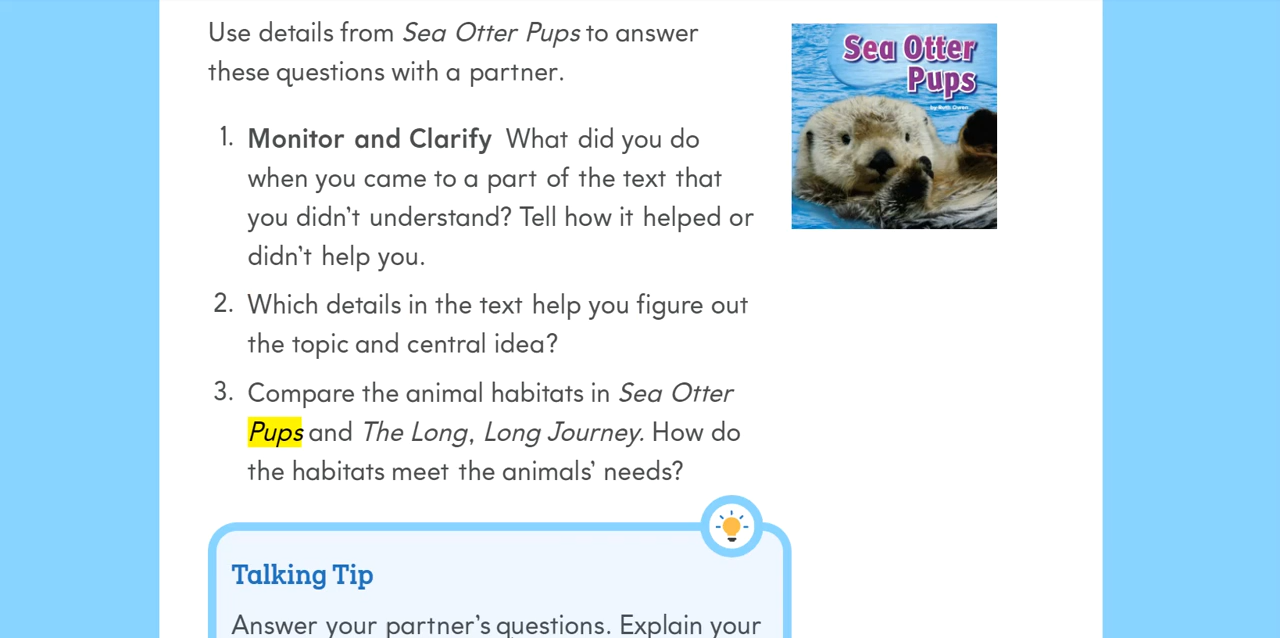 Use details from Sea Otter Pups to answer
these questions with a partner.
Sea Otter
Pups
by Ruth Owen
1. Monitor and Clarify What did you do
when you came to a part of the text that
you didn't understand? Tell how it helped or
didn't help you.
2. Which details in the text help you figure out
the topic and central idea?
3. Compare the animal habitats in Sea Otter
Pups and The Long, Long Journey. How do
the habitats meet the animals' needs?
Talking Tip
Answer your partner's questions. Explain your